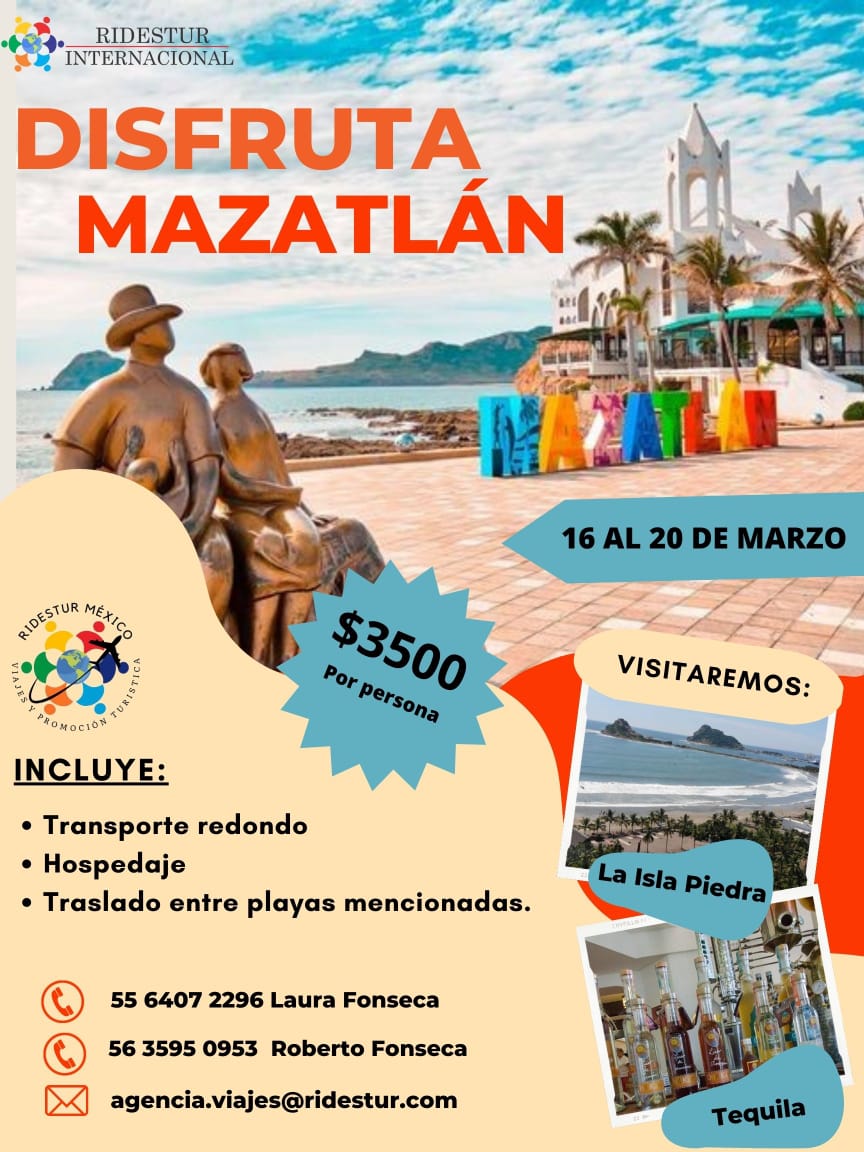 RIDESTUR
INTERNACIONAL
DISFRUTA
MAZATLÁN
MAZATLÁN
16 AL 20 DE MARZO
$3500
Por persona
RIDESTUR MÉXICO
VIAJES Y PROMOCIÓN TURISTICA
VISITAREMOS:
La Isla Piedra
Tequila
INCLUYE:
• Transporte redondo
• Hospedaje
• Traslado entre playas mencionadas.
55 6407 2296 Laura Fonseca
56 3595 0953 Roberto Fonseca
agencia.viajes@ridestur.com